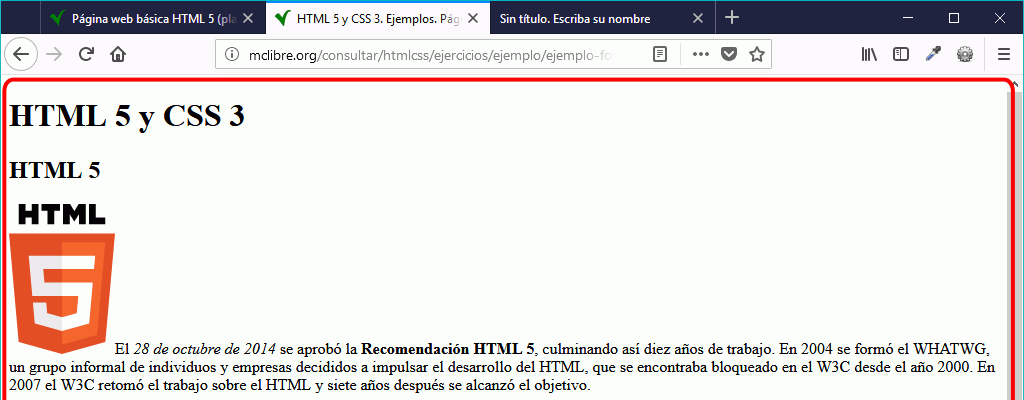 Página web básica HTML 5 (pla
HTML 5 y CSS 3. Ejemplos. Pág
Sin título. Escriba su nombre
mclibre.org/consultar/htmlcss/ejercicios/ejemplo/ejemplo-fo
HTML 5 y CSS 3
HTML 5
HTML
5
El 28 de octubre de 2014 se aprobó la Recomendación HTML 5, culminando así diez años de trabajo. En 2004 se formó el WHATWG,
un grupo informal de individuos y empresas decididos a impulsar el desarrollo del HTML, que se encontraba bloqueado en el W3C desde el año 2000. En
2007 el W3C retomó el trabajo sobre el HTML y siete años después se alcanzó el objetivo.